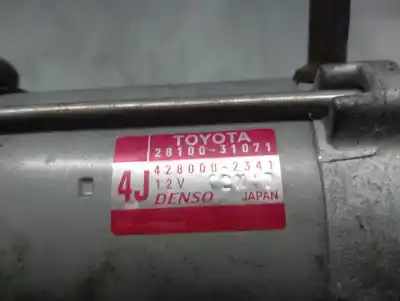 TOYOTA
28100-31071
4J 428000-2341
12V
DENSO JAPAN